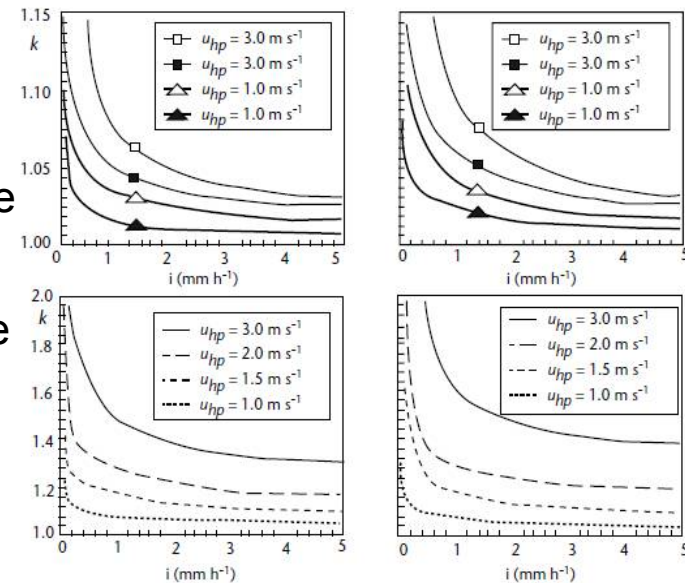 1.15
k
1.10
1.05
1.00
0 1 2 3 4 5
i (mm h⁻¹)
u_hp = 3.0 m s⁻¹
u_hp = 3.0 m s⁻¹
u_hp = 1.0 m s⁻¹
u_hp = 1.0 m s⁻¹
0 1 2 3 4 5
i (mm h⁻¹)
u_hp = 3.0 m s⁻¹
u_hp = 3.0 m s⁻¹
u_hp = 1.0 m s⁻¹
u_hp = 1.0 m s⁻¹
e
e
2.0
k
1.8
1.6
1.4
1.2
1.0
0 1 2 3 4 5
i (mm h⁻¹)
u_hp = 3.0 m s⁻¹
u_hp = 2.0 m s⁻¹
u_hp = 1.5 m s⁻¹
u_hp = 1.0 m s⁻¹
0 1 2 3 4 5
i (mm h⁻¹)
u_hp = 3.0 m s⁻¹
u_hp = 2.0 m s⁻¹
u_hp = 1.5 m s⁻¹
u_hp = 1.0 m s⁻¹